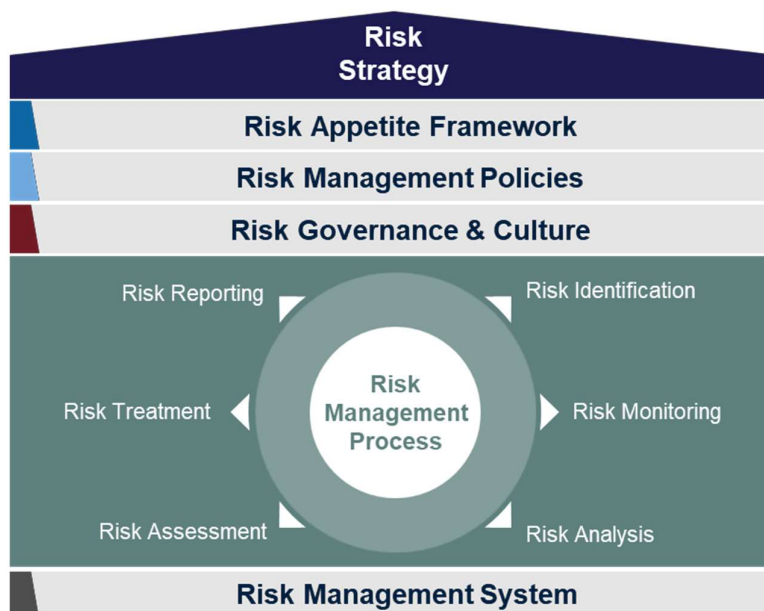 Risk
Strategy
Risk Appetite Framework
Risk Management Policies
Risk Governance & Culture
Risk Reporting
Risk Identification
Risk Treatment
Risk
Management
Process
Risk Monitoring
Risk Assessment
Risk Analysis
Risk Management System